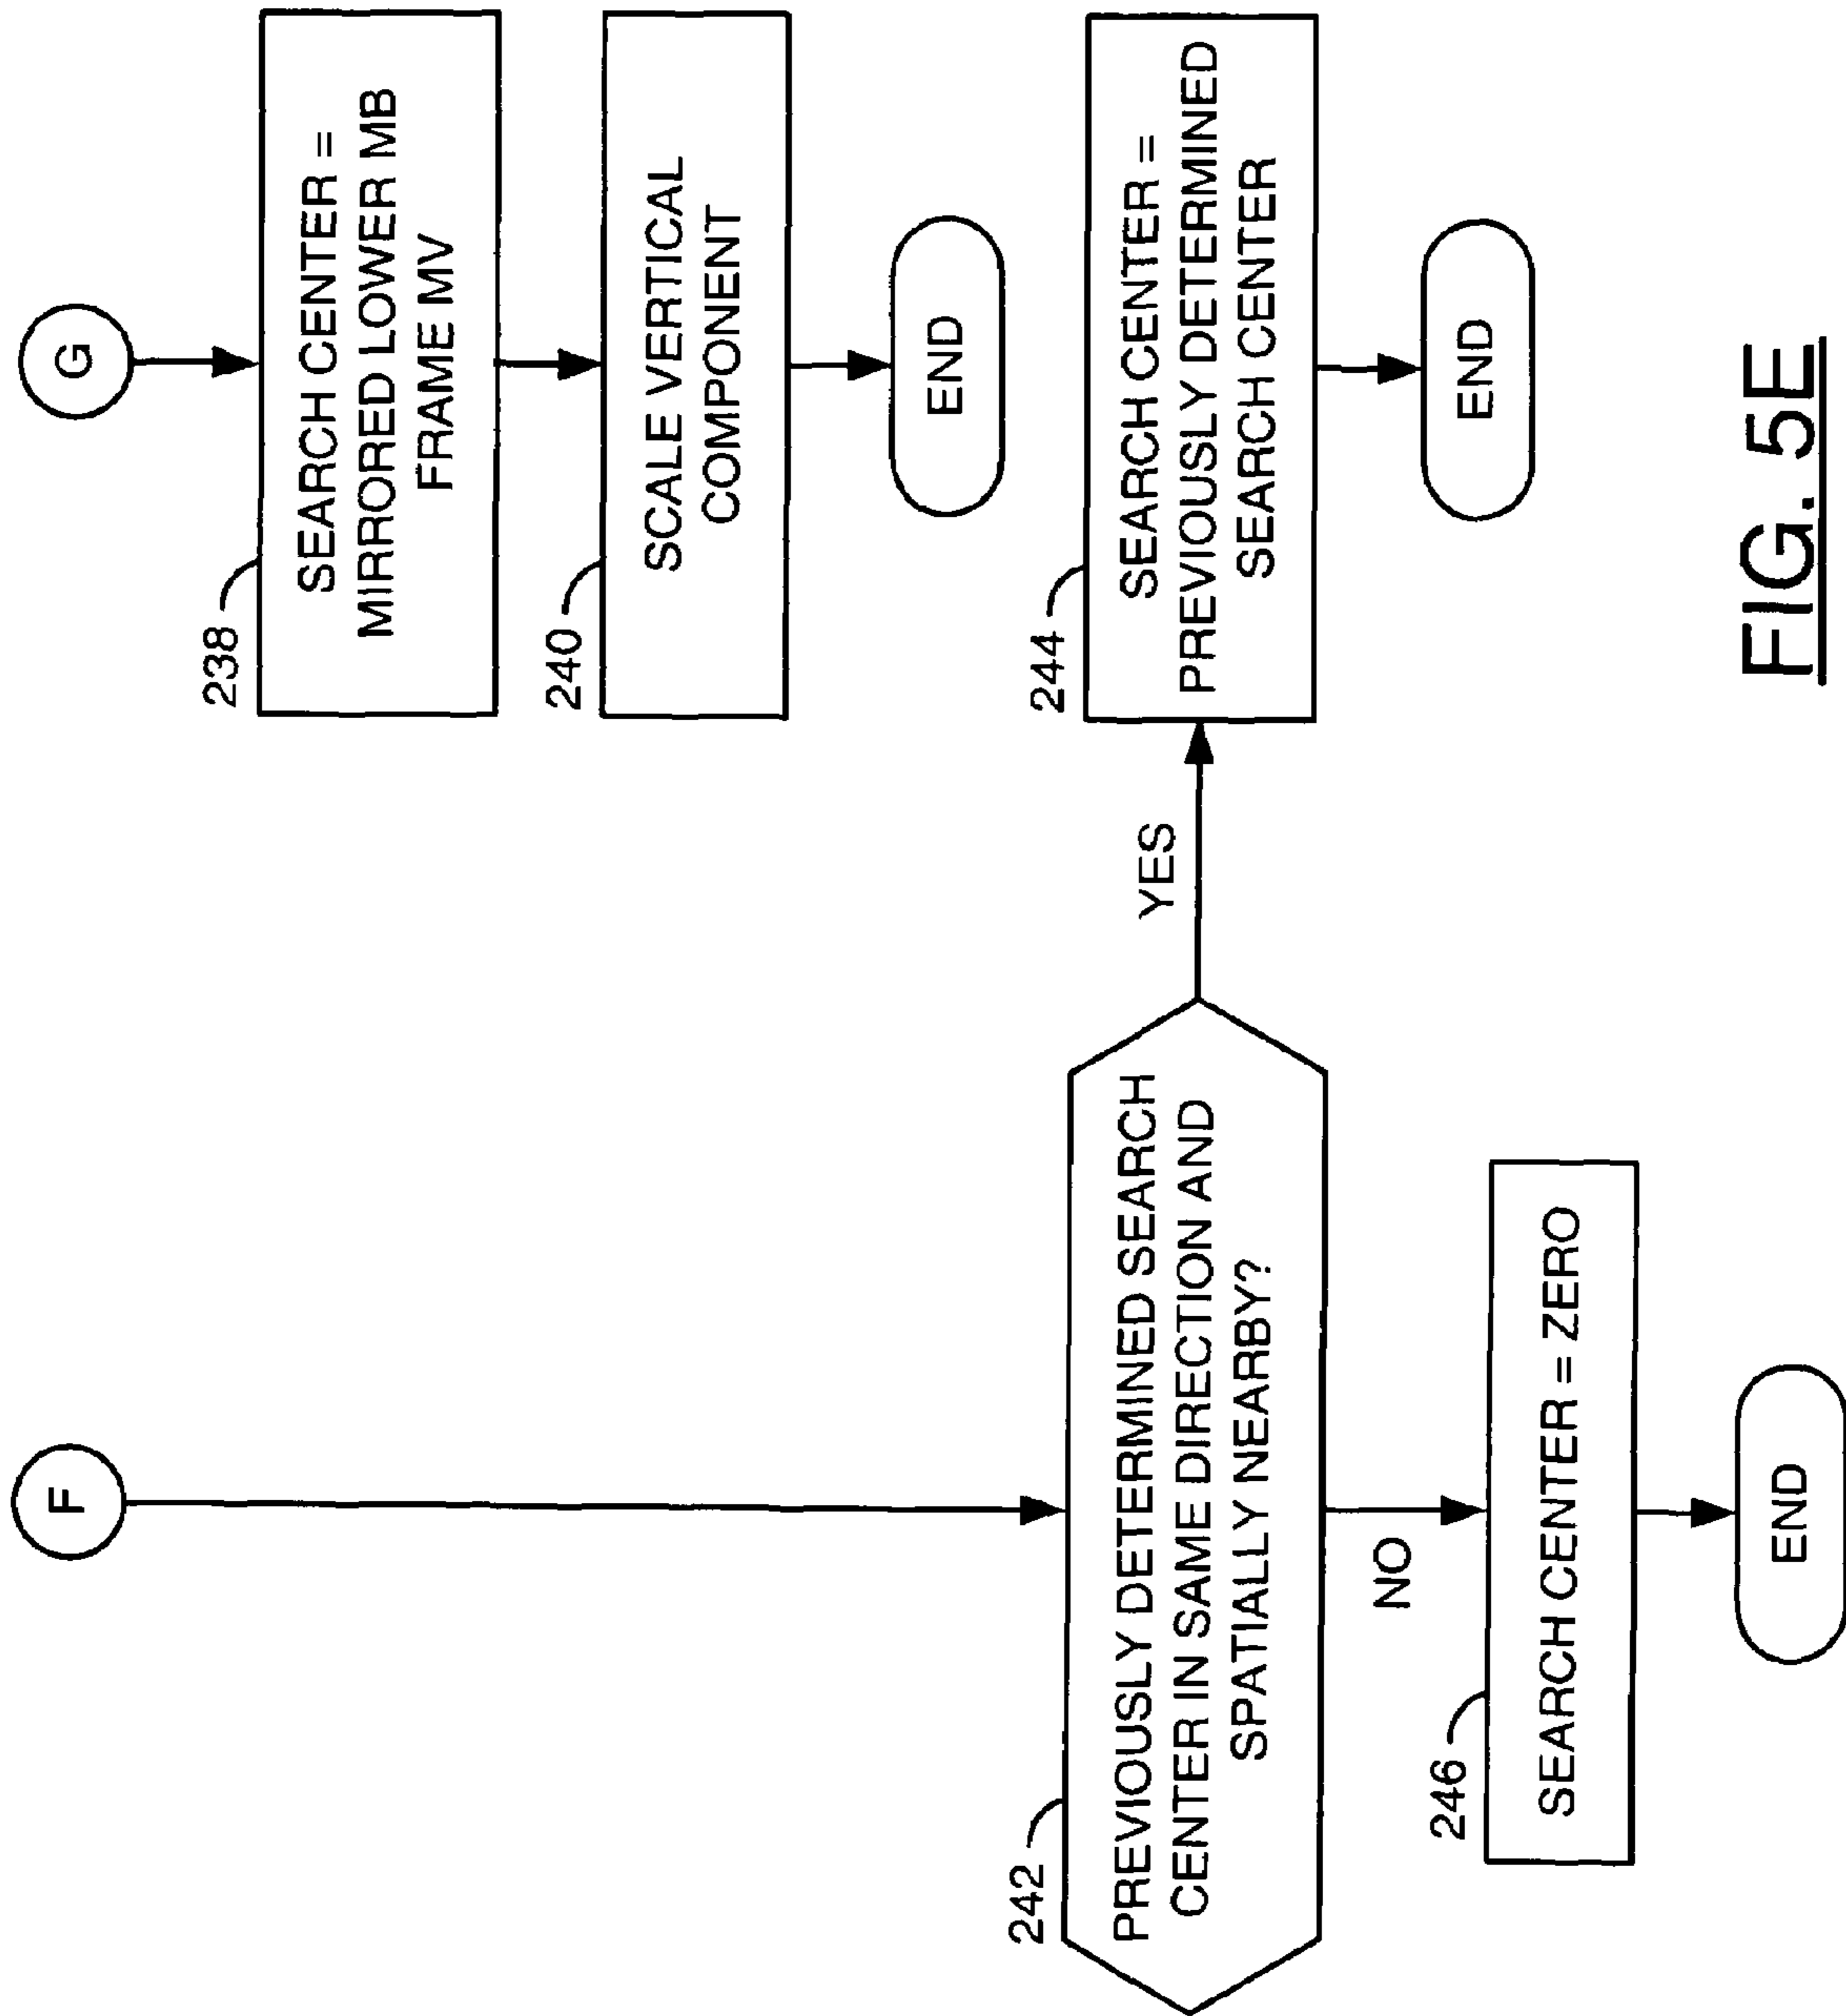 F
G
238
SEARCH CENTER =
MIRRORED LOWER MB
FRAME MV
240
SCALE VERTICAL
COMPONENT
END
242
PREVIOUSLY DETERMINED SEARCH
CENTER IN SAME DIRECTION AND
SPATIALLY NEARBY?
YES
244
SEARCH CENTER =
PREVIOUSLY DETERMINED
SEARCH CENTER
END
NO
246
SEARCH CENTER = ZERO
END
FIG. 5E